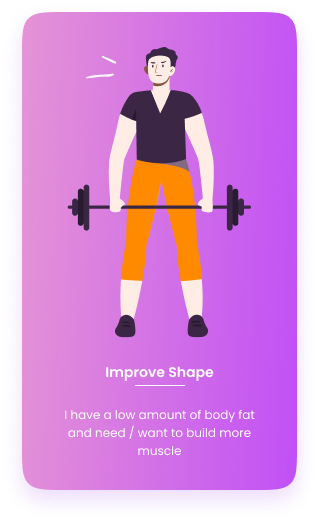 Improve Shape
I have a low amount of body fat
and need / want to build more
muscle